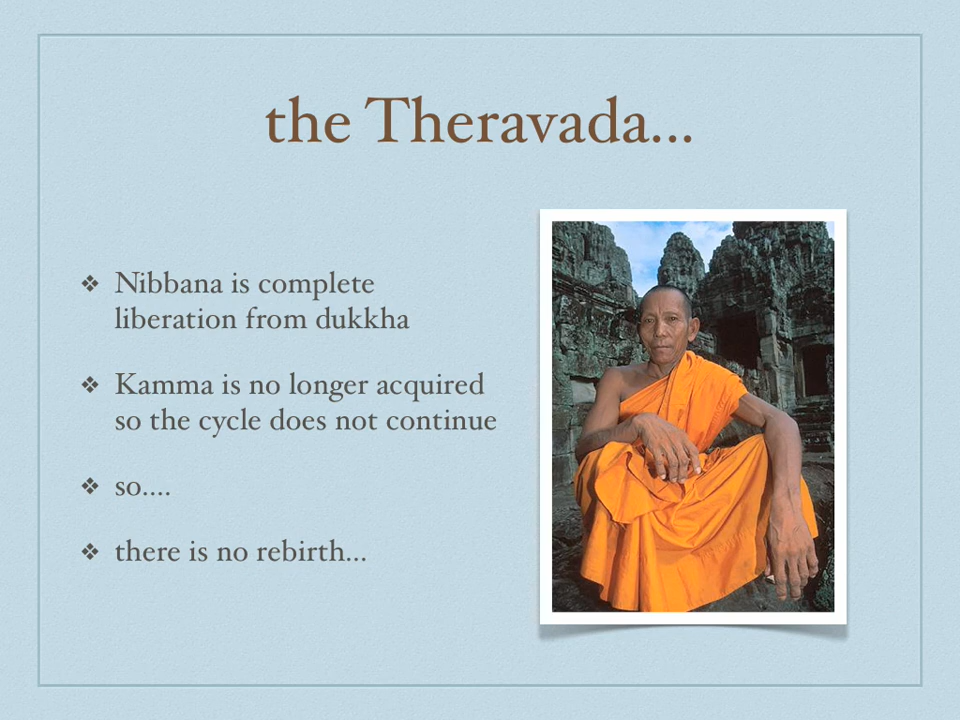 the Theravada...
❖ Nibbana is complete
liberation from dukkha
❖ Kamma is no longer acquired
so the cycle does not continue
❖ so....
❖ there is no rebirth...